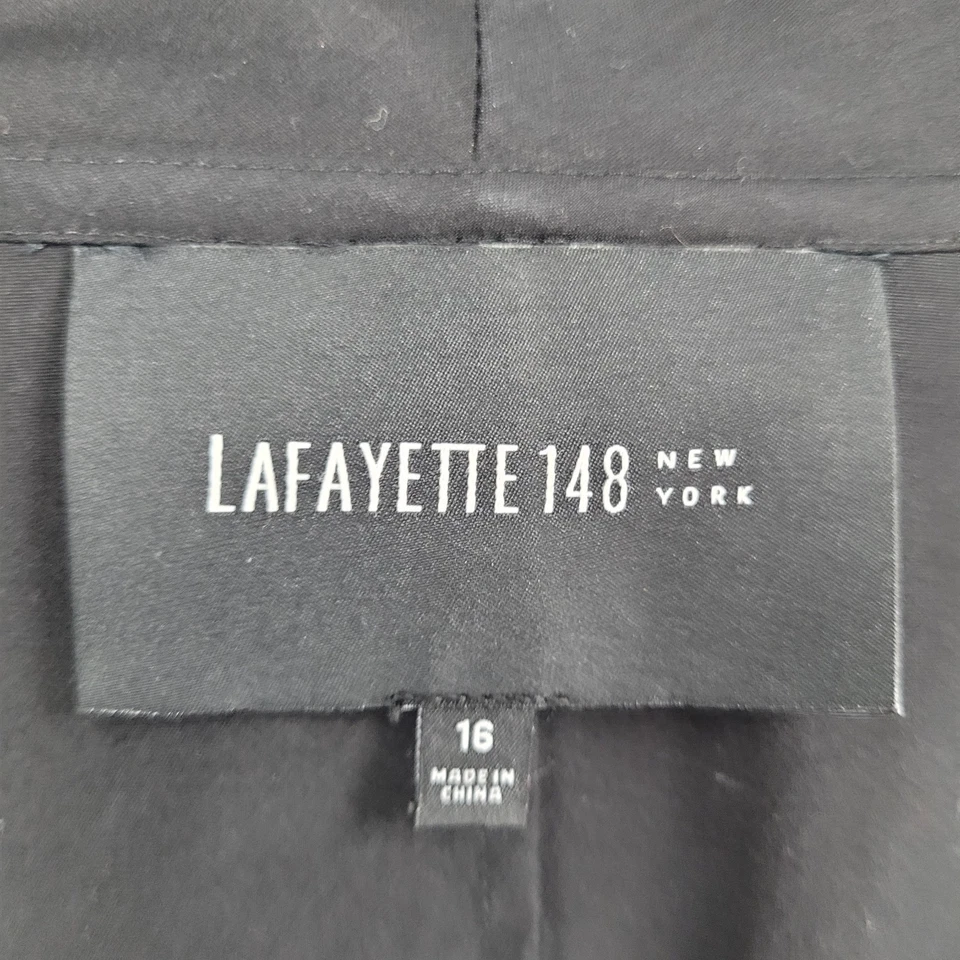 LAFAYETTE 148 NEW YORK
16
MADE IN
CHINA